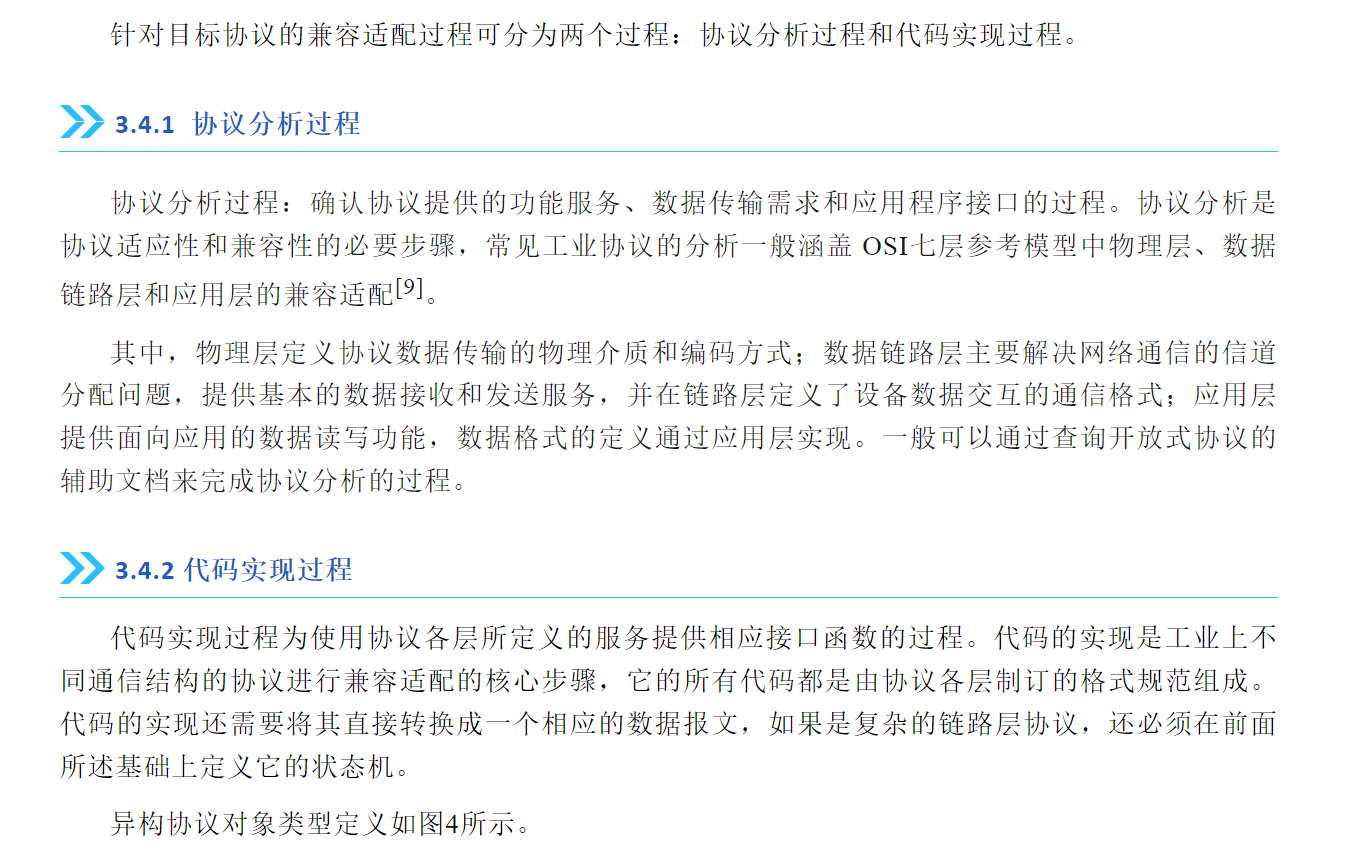 针对目标协议的兼容适配过程可分为两个过程：协议分析过程和代码实现过程。
3.4.1 协议分析过程
协议分析过程：确认协议提供的功能服务、数据传输需求和应用程序接口的过程。协议分析是
协议适应性和兼容性的必要步骤，常见工业协议的分析一般涵盖 OSI七层参考模型中物理层、数据
链路层和应用层的兼容适配[9]。
其中，物理层定义协议数据传输的物理介质和编码方式；数据链路层主要解决网络通信的信道
分配问题，提供基本的数据接收和发送服务，并在链路层定义了设备数据交互的通信格式；应用层
提供面向应用的数据读写功能，数据格式的定义通过应用层实现。一般可以通过查询开放式协议的
辅助文档来完成协议分析的过程。
3.4.2 代码实现过程
代码实现过程为使用协议各层所定义的服务提供相应接口函数的过程。代码的实现是工业上不
同通信结构的协议进行兼容适配的核心步骤，它的所有代码都是由协议各层制订的格式规范组成。
代码的实现还需要将其直接转换成一个相应的数据报文，如果是复杂的链路层协议，还必须在前面
所述基础上定义它的状态机。
异构协议对象类型定义如图4所示。